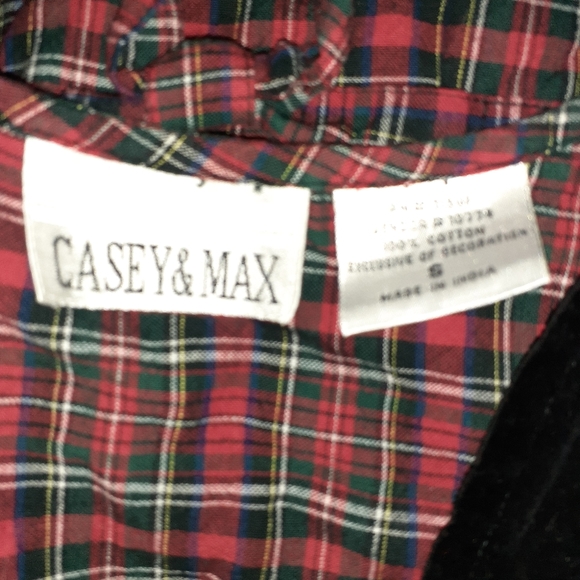 CASEY & MAX
100% COTTON
EXCLUSIVE OF DECORATION
S
MADE IN INDIA